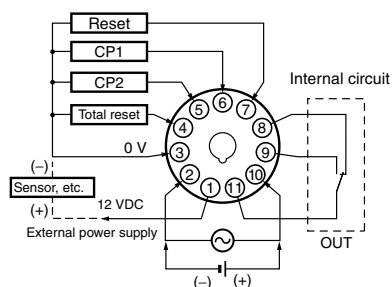 Reset
CP1
CP2
Total reset
0 V
(−)
Sensor, etc.
(+)
12 VDC
External power supply
1
2
3
4
5
6
7
8
9
10
11
Internal circuit
OUT
(−)
(+)